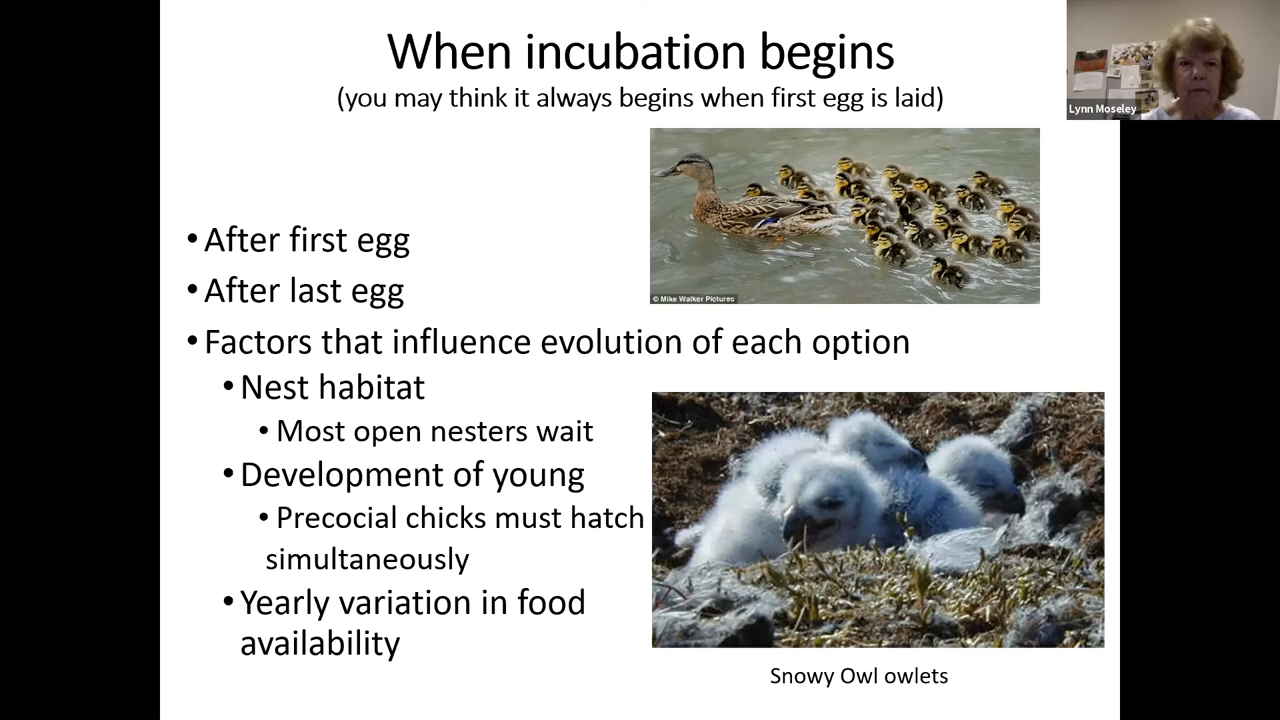 When incubation begins
(you may think it always begins when first egg is laid)
Lynn Moseley
© Mike Walker Pictures
• After first egg
• After last egg
• Factors that influence evolution of each option
• Nest habitat
• Most open nesters wait
• Development of young
• Precocial chicks must hatch
simultaneously
• Yearly variation in food
availability
Snowy Owl owlets